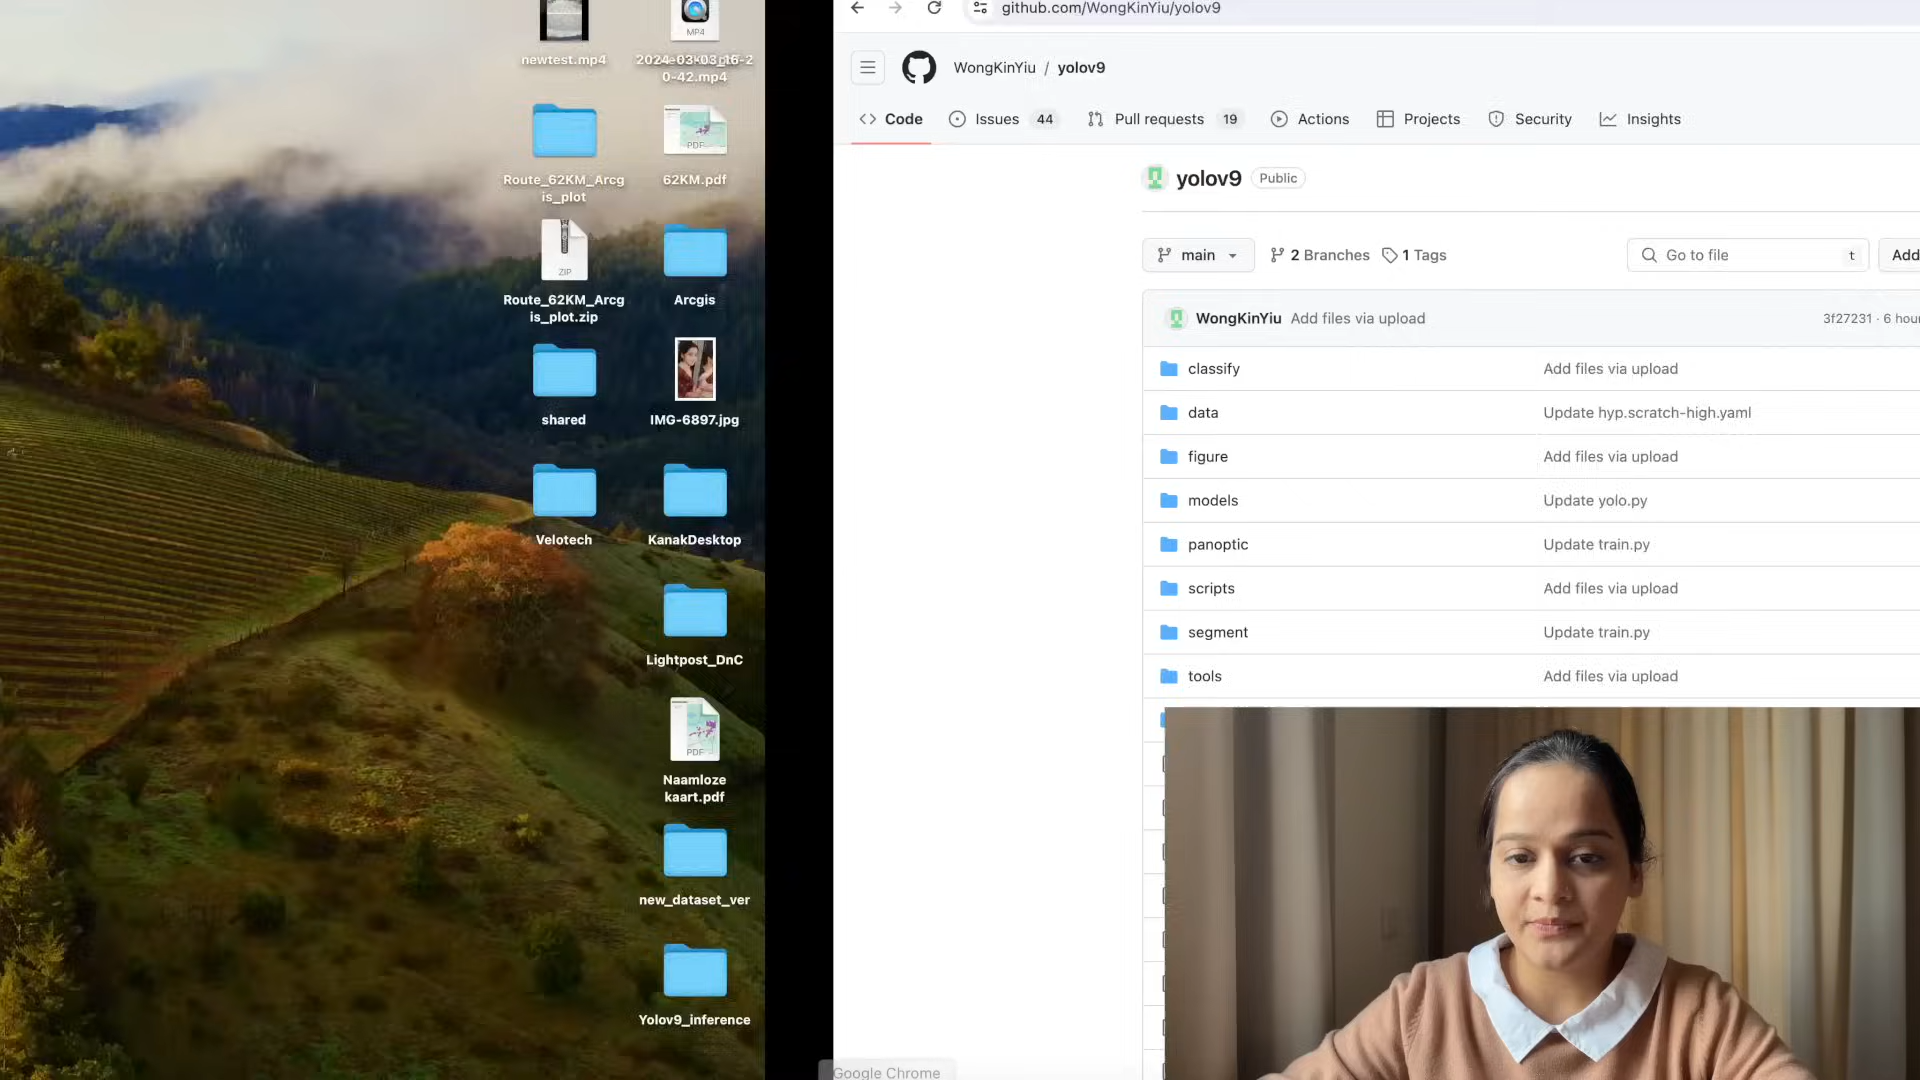 newtest.mp4
0-42.mp4
MP4
Route_62KM_Arcg
is_plot
62KM.pdf
PDF
Route_62KM_Arcg
is_plot.zip
ZIP
Arcgis
shared
IMG-6897.jpg
Velotech
KanakDesktop
Lightpost_DnC
Naamloze
kaart.pdf
PDF
new_dataset_ver
Yolov9_inference
github.com/WongKinYiu/yolov9
WongKinYiu / yolov9
Code
Issues 44
Pull requests 19
Actions
Projects
Security
Insights
yolov9 Public
main
2 Branches
1 Tags
Go to file t
Add
WongKinYiu Add files via upload
3f27231 · 6 hou
classify Add files via upload
data Update hyp.scratch-high.yaml
figure Add files via upload
models Update yolo.py
panoptic Update train.py
scripts Add files via upload
segment Update train.py
tools Add files via upload
Google Chrome